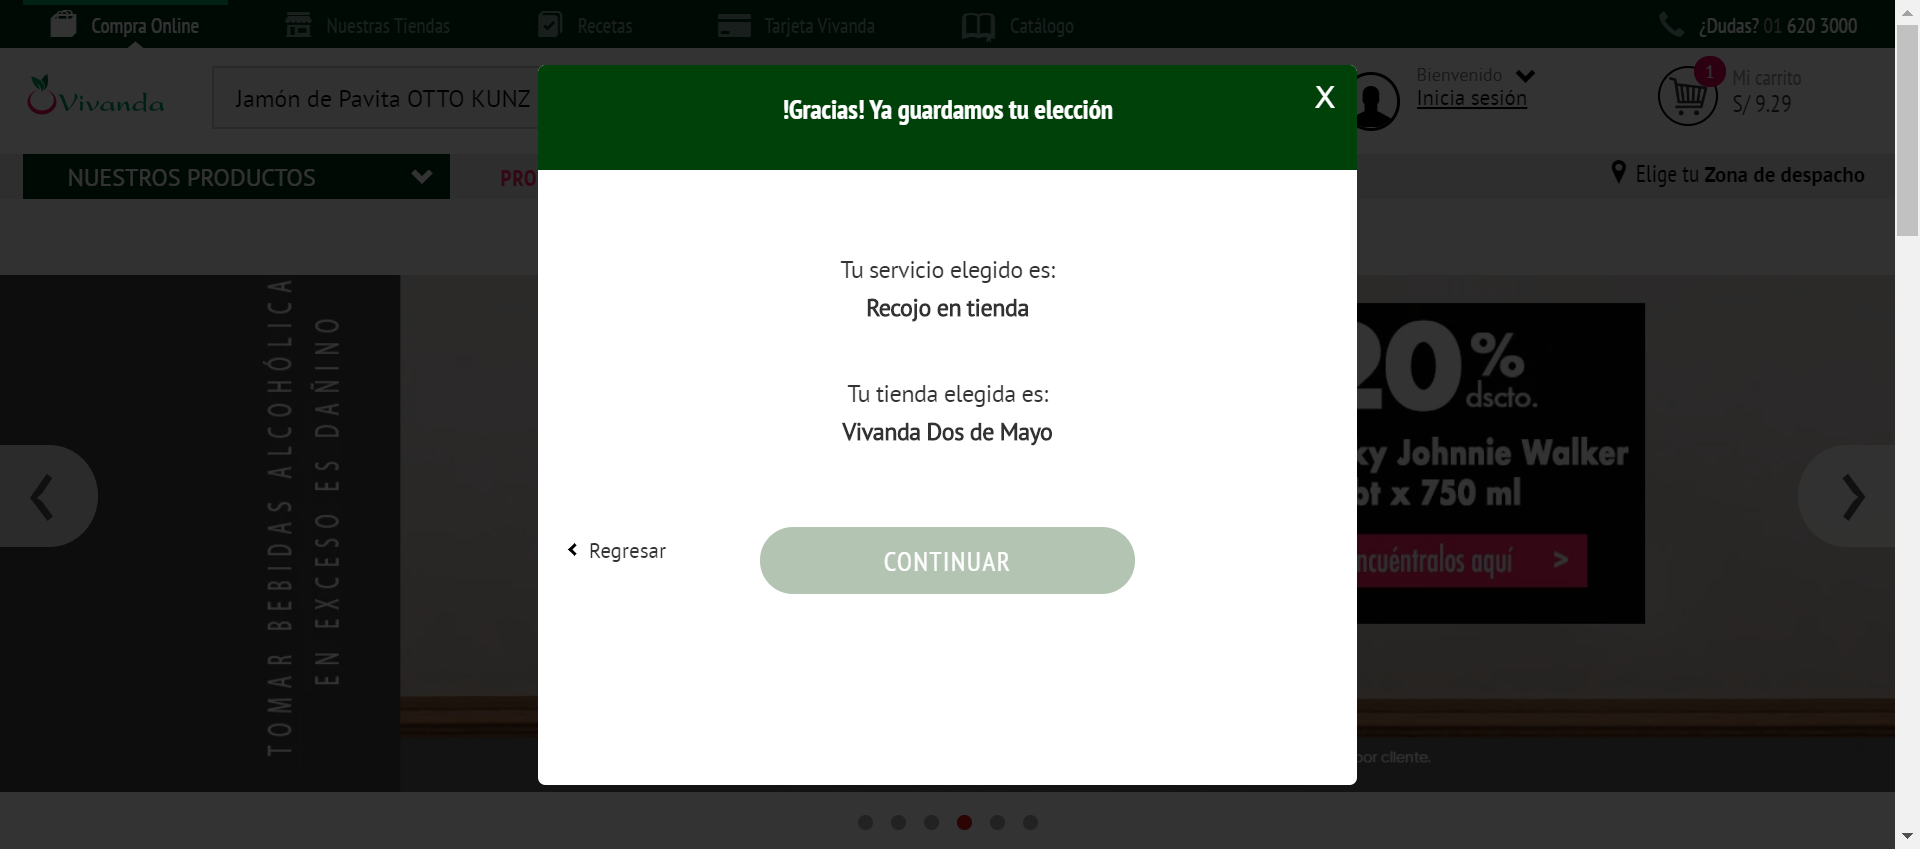 Compra Online
Nuestras Tiendas
Recetas
Tarjeta Vivanda
Catálogo
¿Dudas? 01 620 3000
Vivanda
Jamón de Pavita OTTO KUNZ
Bienvenido
Inicia sesión
1
Mi carrito
S/ 9.29
NUESTROS PRODUCTOS
PRO
Elige tu Zona de despacho
!Gracias! Ya guardamos tu elección
X
Tu servicio elegido es:
Recojo en tienda
Tu tienda elegida es:
Vivanda Dos de Mayo
Regresar
CONTINUAR
TOMAR BEBIDAS ALCOHÓLICA
EN EXCESO ES DAÑINO
20%
dscto.
ky Johnnie Walker
ot x 750 ml
ncuéntralos aquí >
por cliente.